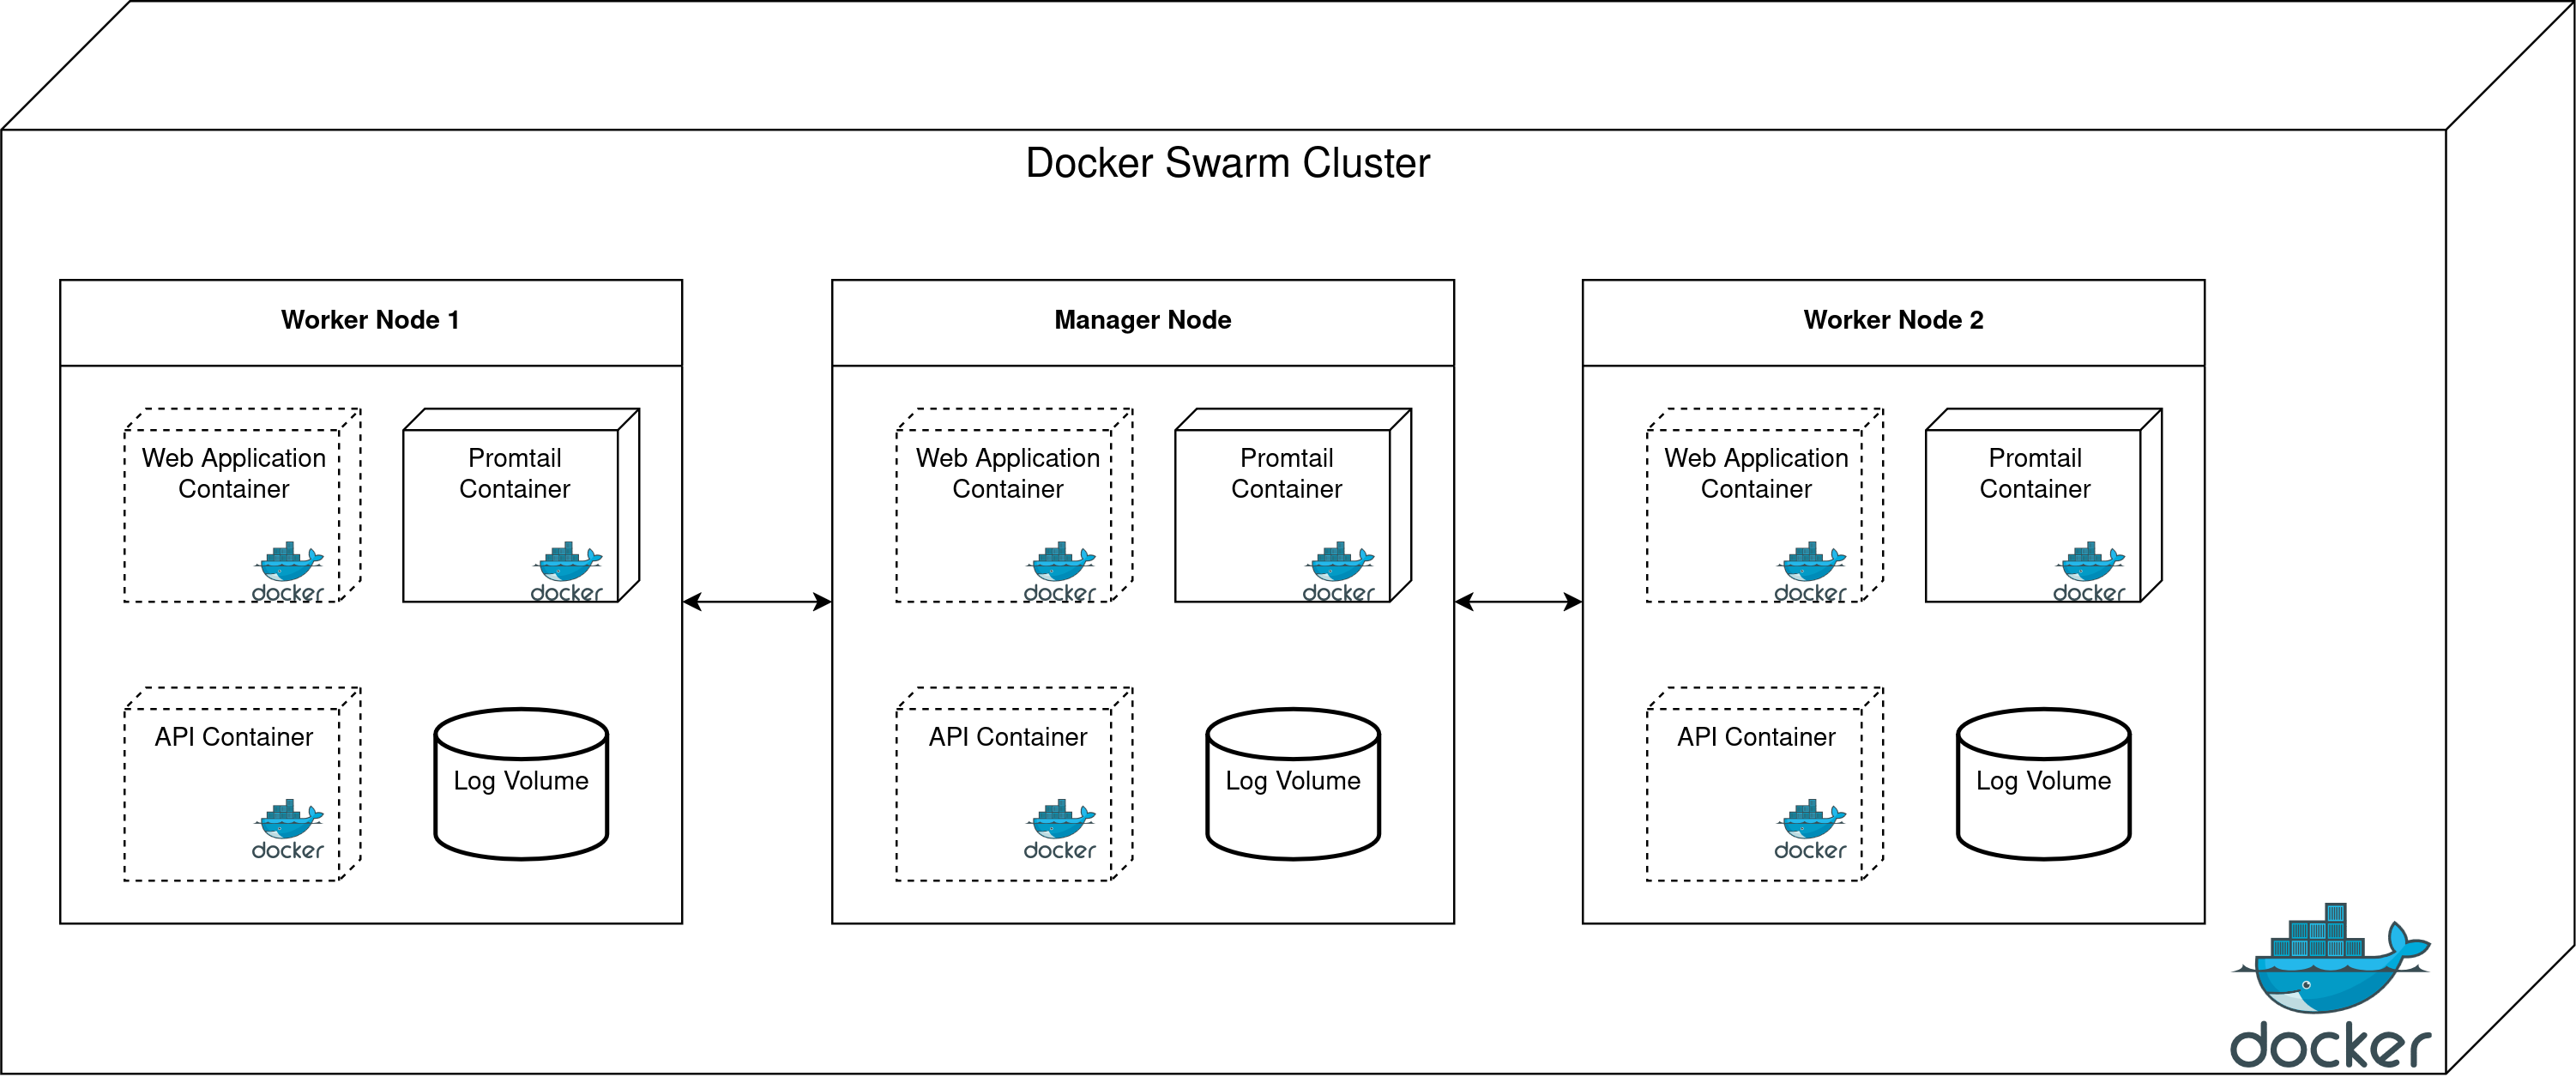 Docker Swarm Cluster
Worker Node 1
Web Application
Container
docker
Promtail
Container
docker
API Container
docker
Log Volume
Manager Node
Web Application
Container
docker
Promtail
Container
docker
API Container
docker
Log Volume
Worker Node 2
Web Application
Container
docker
Promtail
Container
docker
API Container
docker
Log Volume
docker